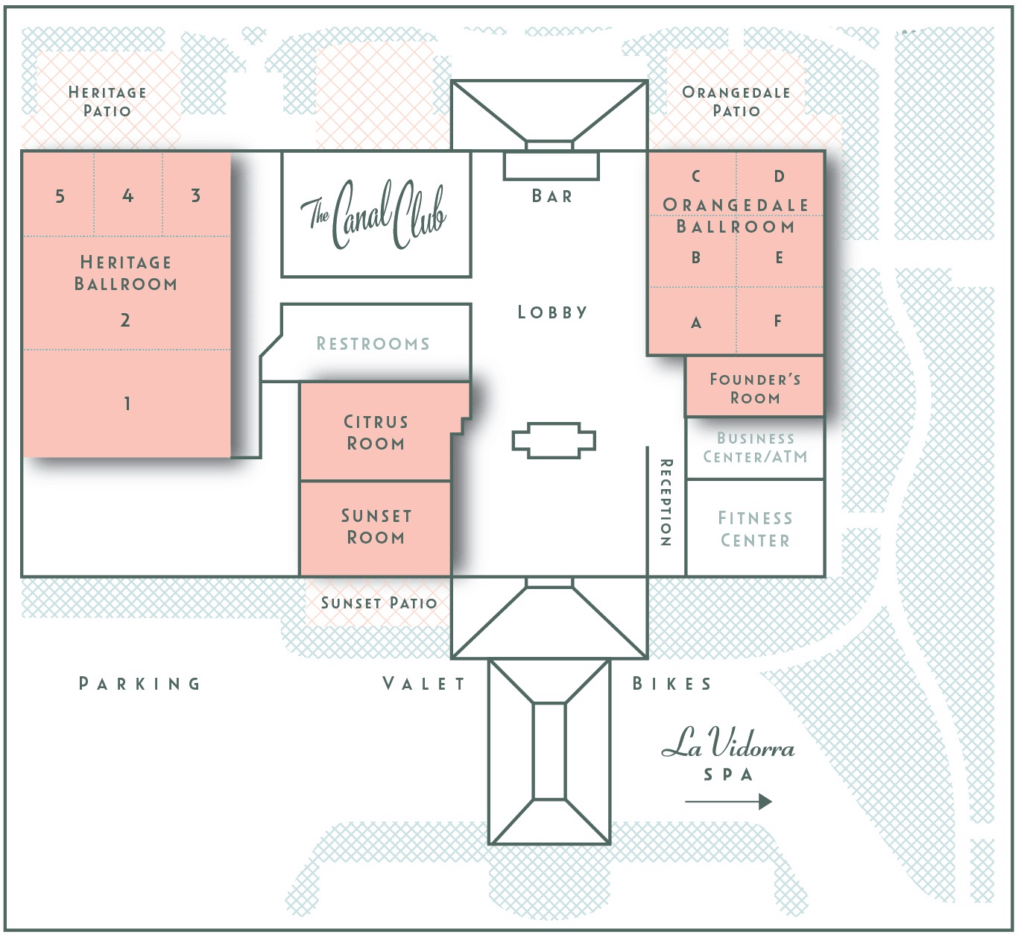 HERITAGE
PATIO
ORANGEDALE
PATIO
5
4
3
HERITAGE
BALLROOM
2
1
The Canal Club
BAR
C
D
ORANGEDALE
BALLROOM
B
E
A
F
LOBBY
RESTROOMS
CITRUS
ROOM
SUNSET
ROOM
FOUNDER'S
ROOM
BUSINESS
CENTER/ATM
RECEPTION
FITNESS
CENTER
SUNSET PATIO
PARKING
VALET
BIKES
La Vidorra
SPA